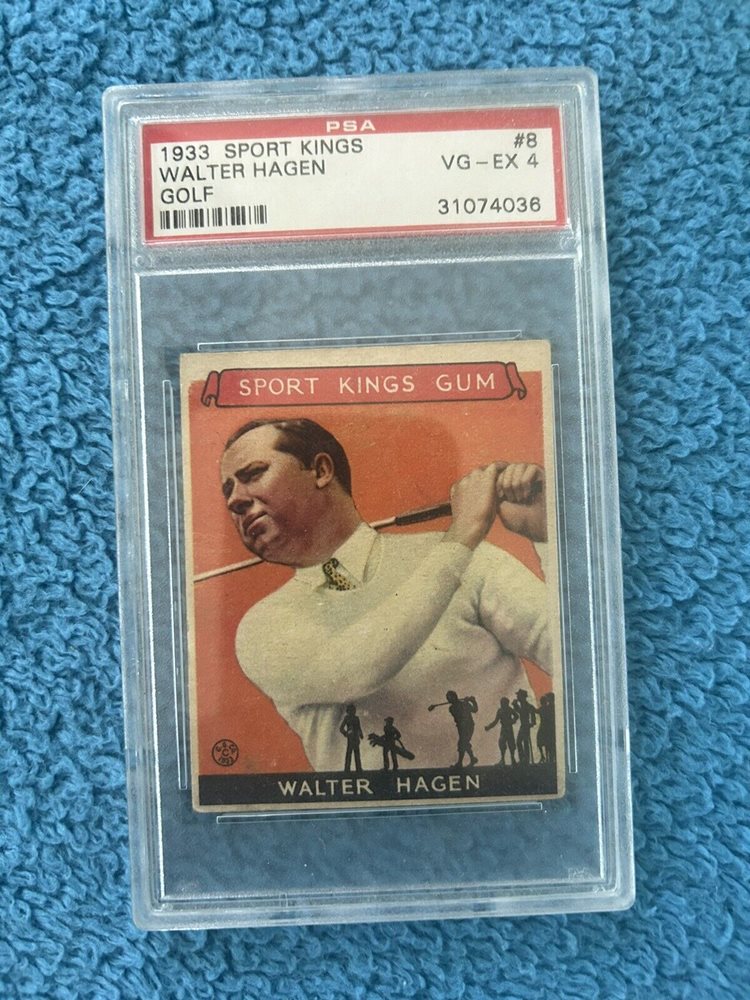 PSA
1933 SPORT KINGS #8
WALTER HAGEN VG-EX 4
GOLF
31074036
SPORT KINGS GUM
WALTER HAGEN